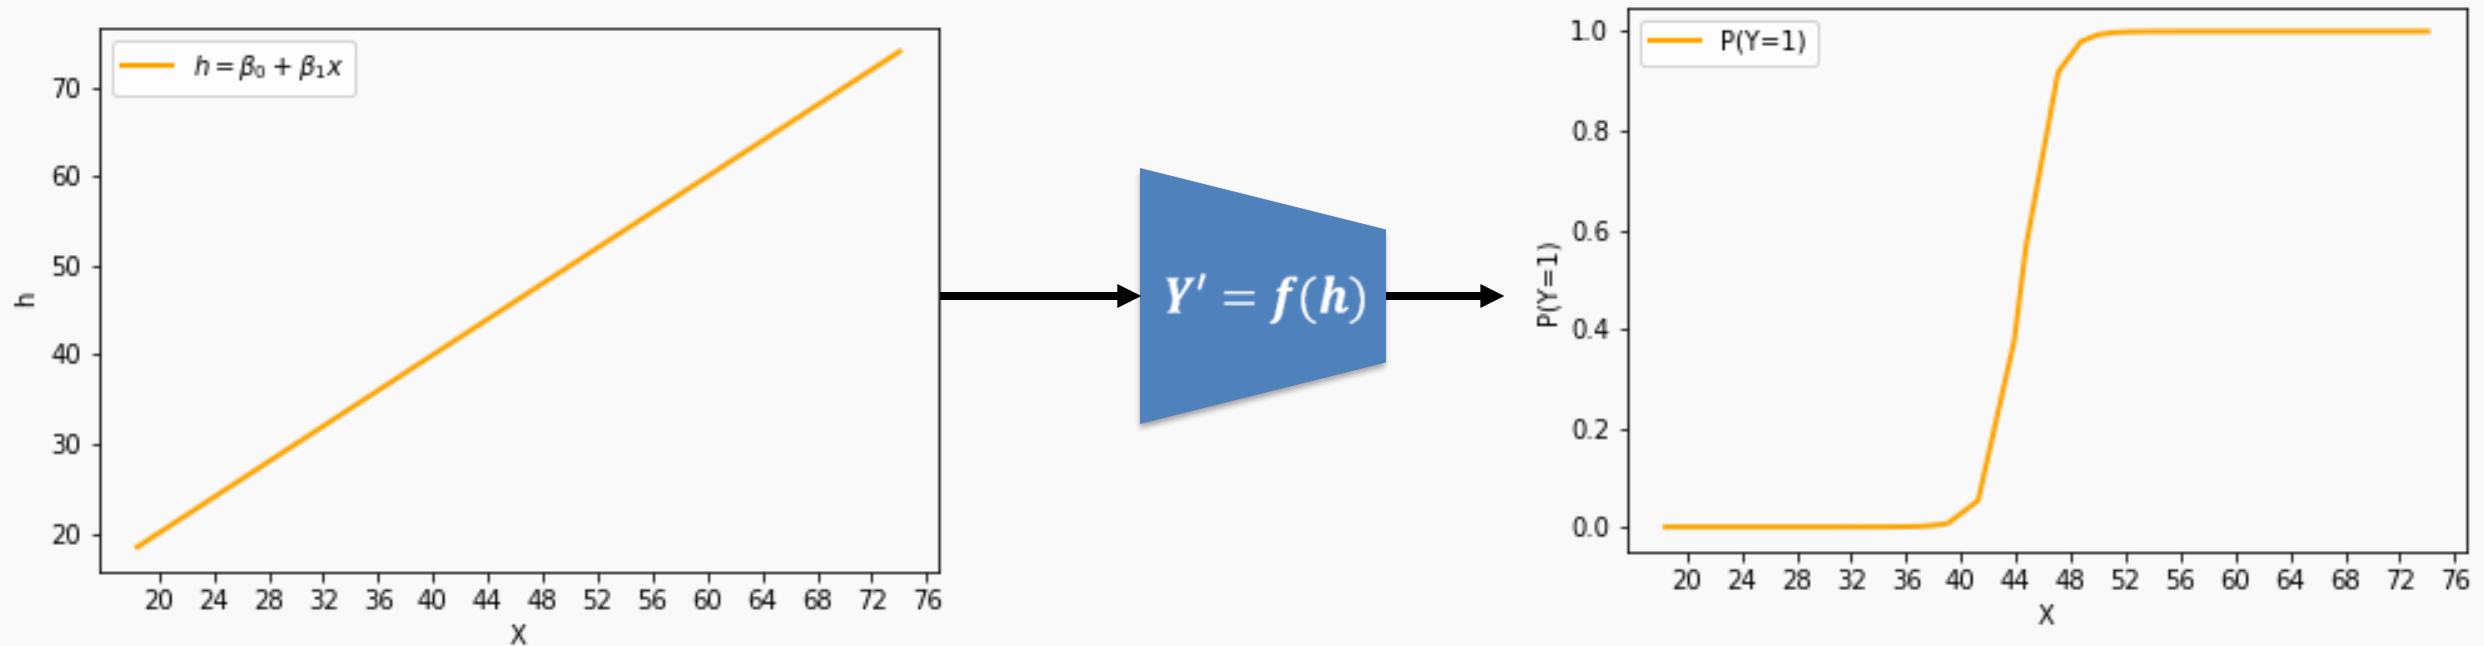 h = β₀ + β₁x
70
60
50
40
30
20
h
20 24 28 32 36 40 44 48 52 56 60 64 68 72 76
X
Y′ = f(h)
P(Y=1)
1.0
0.8
0.6
0.4
0.2
0.0
P(Y=1)
20 24 28 32 36 40 44 48 52 56 60 64 68 72 76
X